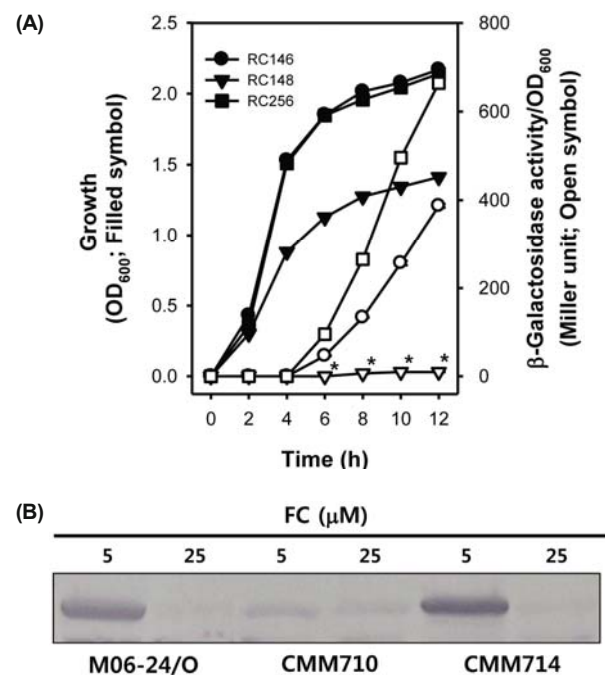 (A)
RC146
RC148
RC256
Growth
(OD600; Filled symbol)
2.5
2.0
1.5
1.0
0.5
0.0
800
600
400
200
0
β-Galactosidase activity/OD600
(Miller unit; Open symbol)
* * * *
0 2 4 6 8 10 12
Time (h)
(B)
FC (μM)
5 25 5 25 5 25
M06-24/O CMM710 CMM714